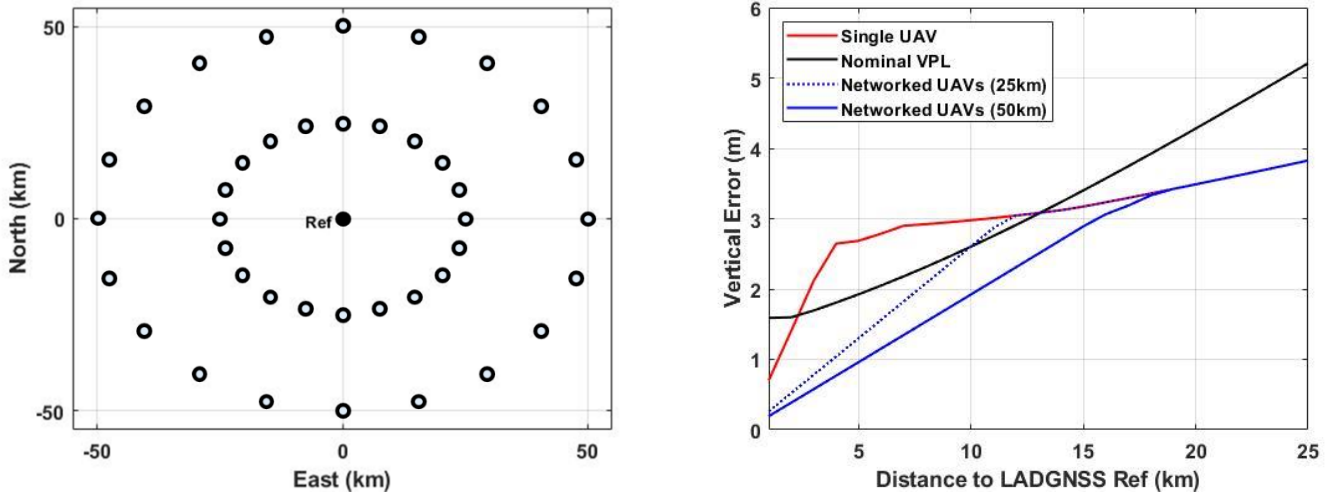 50
0
-50
North (km)
Ref
-50
0
50
East (km)
6
5
4
3
2
1
0
Vertical Error (m)
Single UAV
Nominal VPL
Networked UAVs (25km)
Networked UAVs (50km)
5
10
15
20
25
Distance to LADGNSS Ref (km)